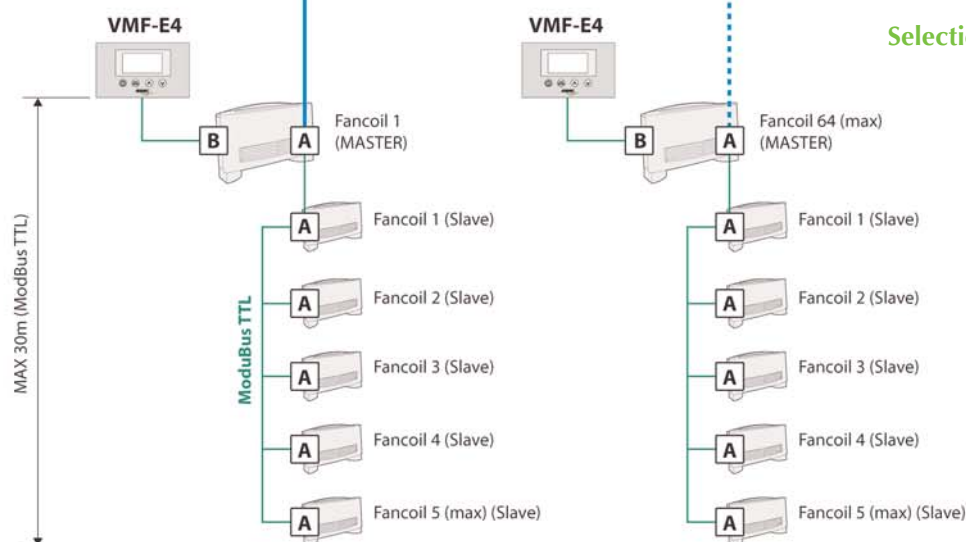 VMF-E4
B
A
Fancoil 1
(MASTER)
A
Fancoil 1 (Slave)
A
Fancoil 2 (Slave)
A
Fancoil 3 (Slave)
A
Fancoil 4 (Slave)
A
Fancoil 5 (max) (Slave)
MAX 30m (ModBus TTL)
ModuBus TTL
VMF-E4
B
A
Fancoil 64 (max)
(MASTER)
A
Fancoil 1 (Slave)
A
Fancoil 2 (Slave)
A
Fancoil 3 (Slave)
A
Fancoil 4 (Slave)
A
Fancoil 5 (max) (Slave)
Selectio